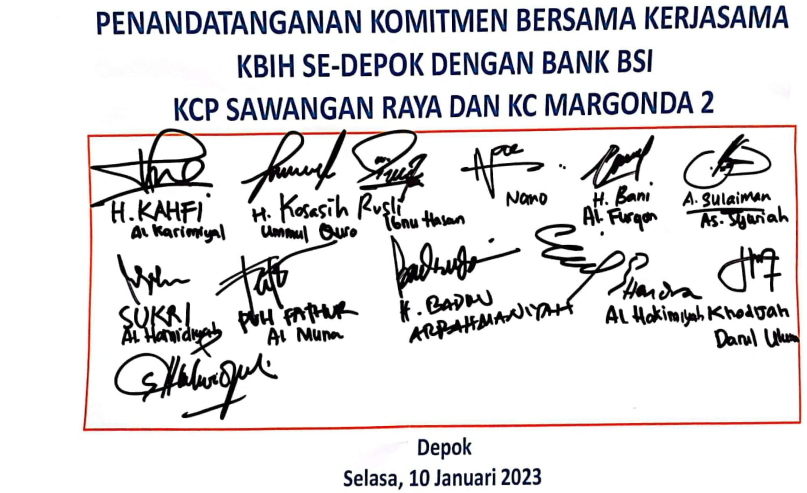 PENANDATANGANAN KOMITMEN BERSAMA KERJASAMA
KBIH SE-DEPOK DENGAN BANK BSI
KCP SAWANGAN RAYA DAN KC MARGONDA 2
H. KAHFI
Al Karimiyah
H. Kosasih
Ummul Quro
Rusli
Ibnu Hasan
Nano
H. Bani
Al Furqon
A. Sulaiman
As. Syariah
SUKRI
Al Hamidiyah
FATHUR
Al Muna
H. BADRU
ARRAHMANIYAH
Handra
AL Hakimiyah
Khodijah
Darul Ulum
Depok
Selasa, 10 Januari 2023